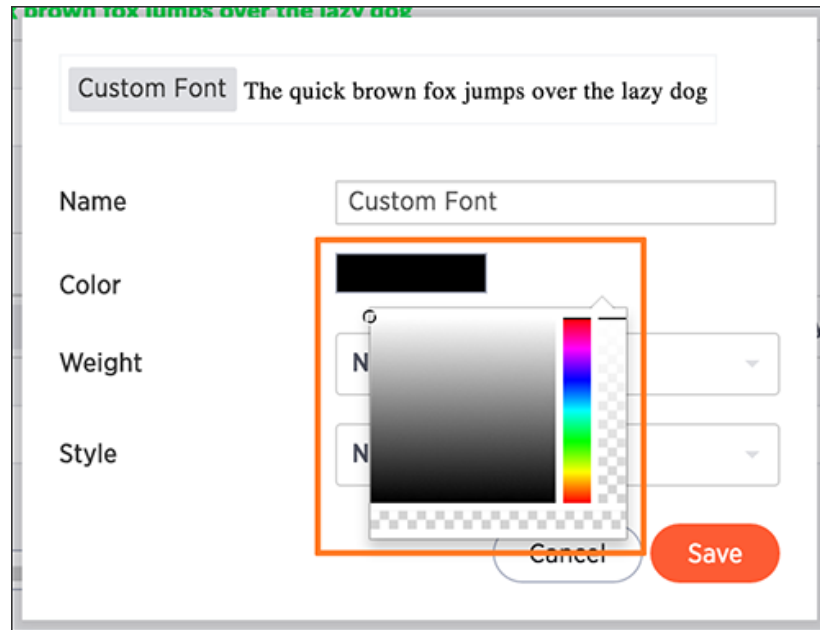 brown fox jumps over the lazy dog
Custom Font The quick brown fox jumps over the lazy dog
Name Custom Font
Color
Weight N
Style N
Cancel Save